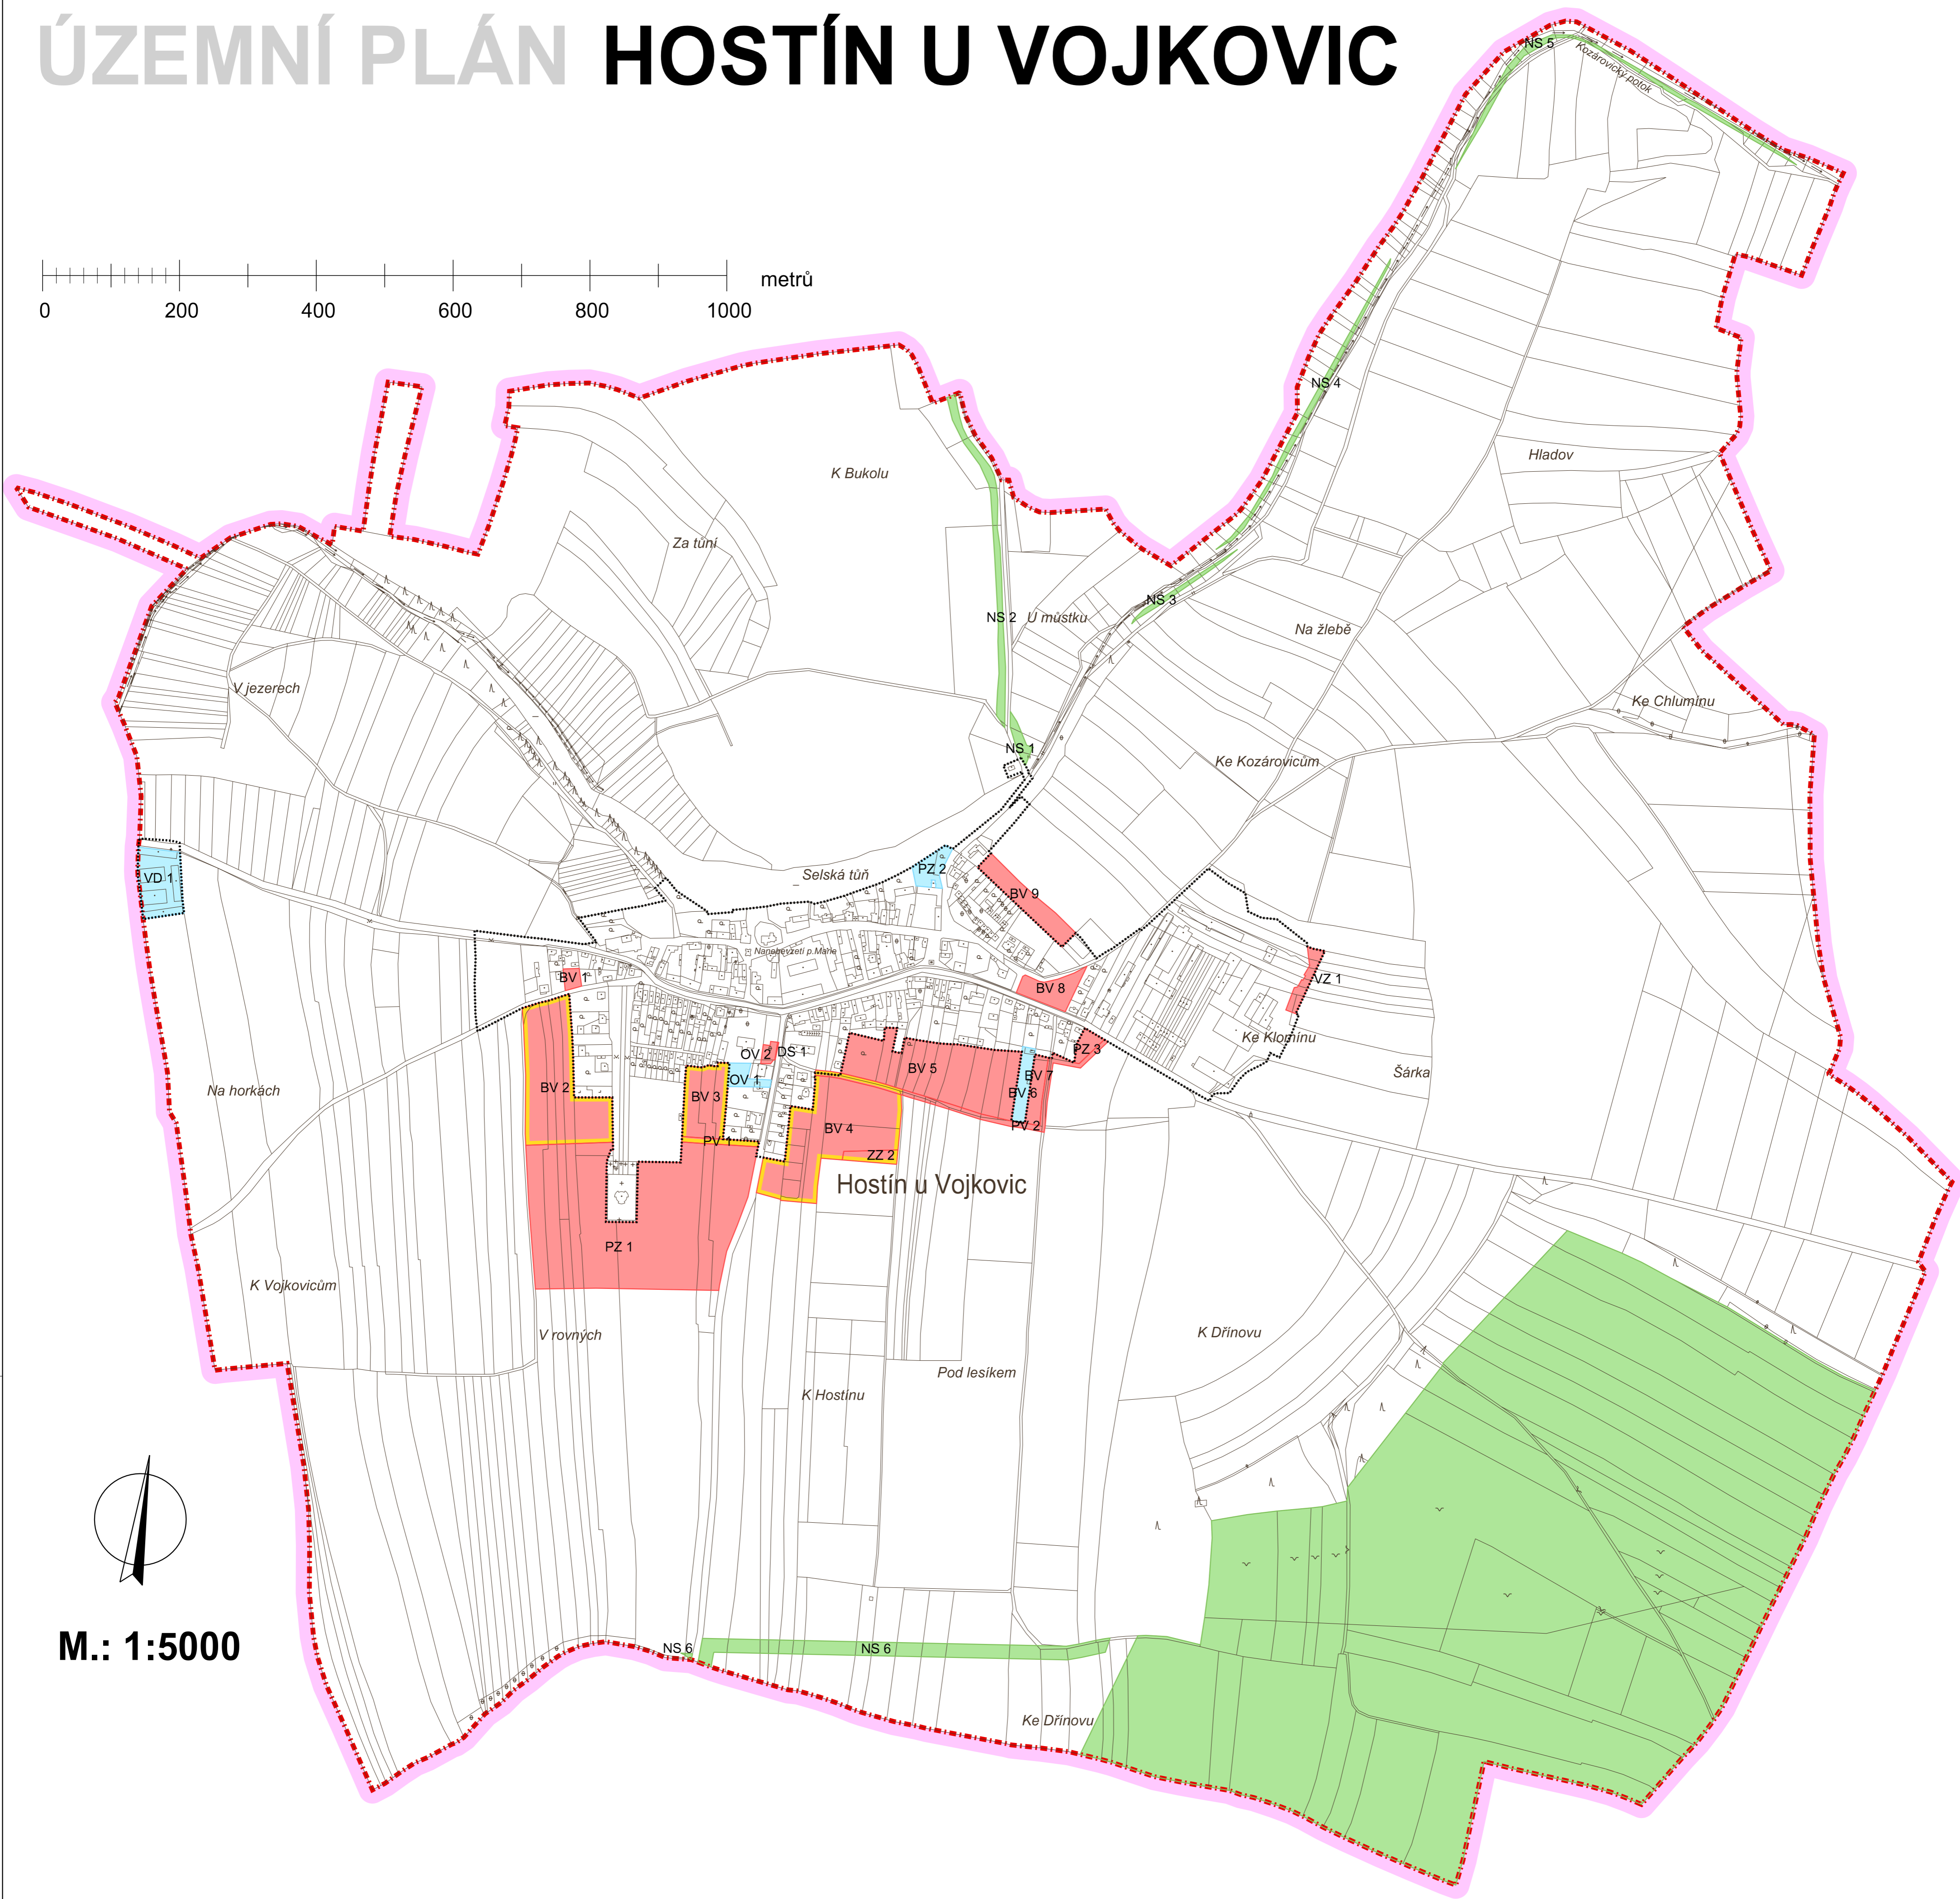 ÚZEMNÍ PLÁN HOSTÍN U VOJKOVIC
NS 5
Kozárovický potok
metrů
0 200 400 600 800 1000
NS 4
K Bukolu
Hladov
Za tůní
NS 3
NS 2
U můstku
Na žlebě
V jezerech
Ke Chlumínu
NS 1
Ke Kozárovicům
VD 1
Selská tůň
PZ 2
BV 9
Nanebevzetí p.Marie
BV 1
BV 8
VZ 1
Ke Klomínu
PZ 3
OV 2
DS 1
BV 5
Šárka
OV 1
BV 7
BV 2
BV 6
Na horkách
BV 3
PV 2
BV 4
PV 1
ZZ 2
Hostín u Vojkovic
PZ 1
K Vojkovicům
V rovných
K Dřínovu
Pod lesíkem
K Hostínu
M.: 1:5000
NS 6
NS 6
Ke Dřínovu